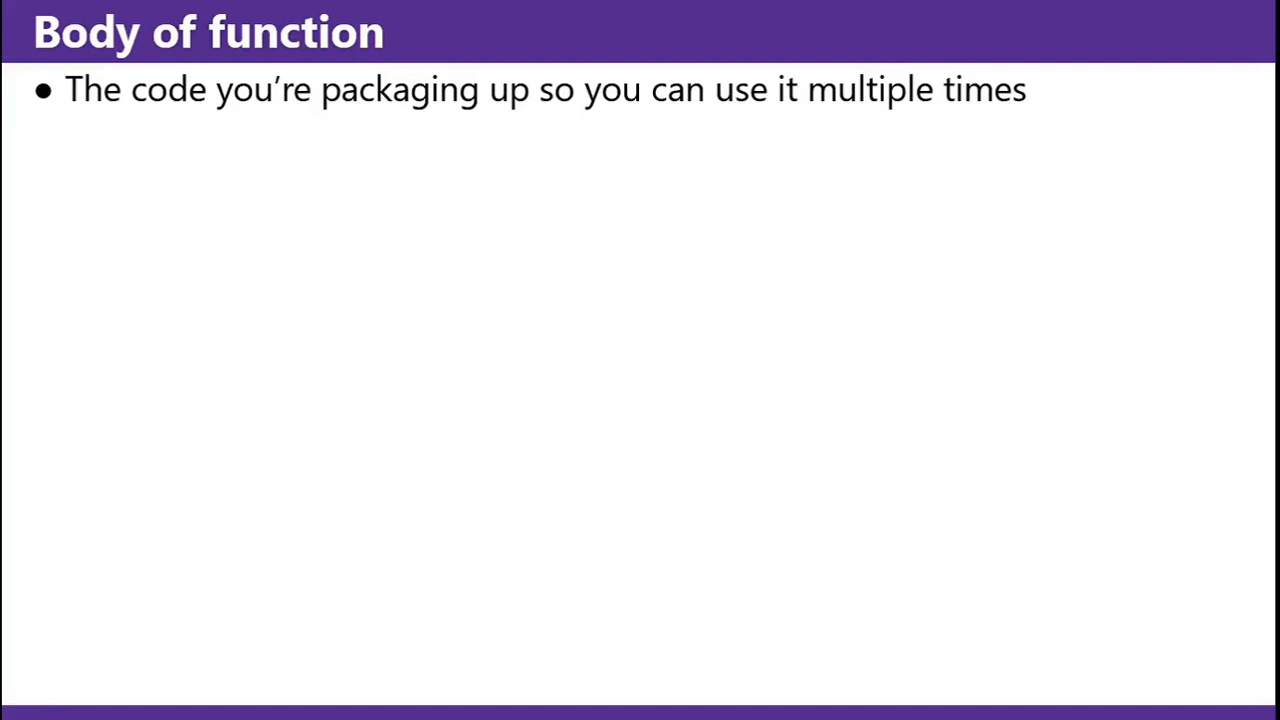 Body of function
● The code you’re packaging up so you can use it multiple times